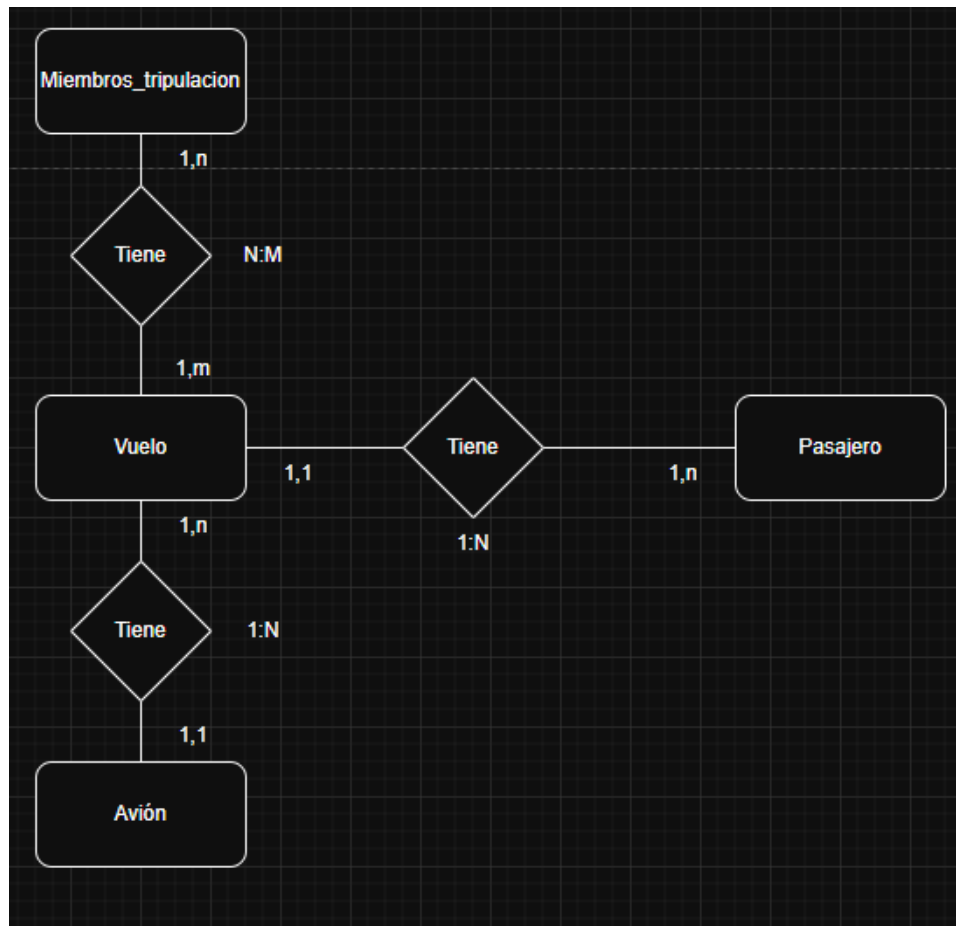 Miembros_tripulacion
1,n
Tiene
N:M
1,m
Vuelo
1,1
Tiene
1,n
Pasajero
1:N
1,n
Tiene
1:N
1,1
Avión